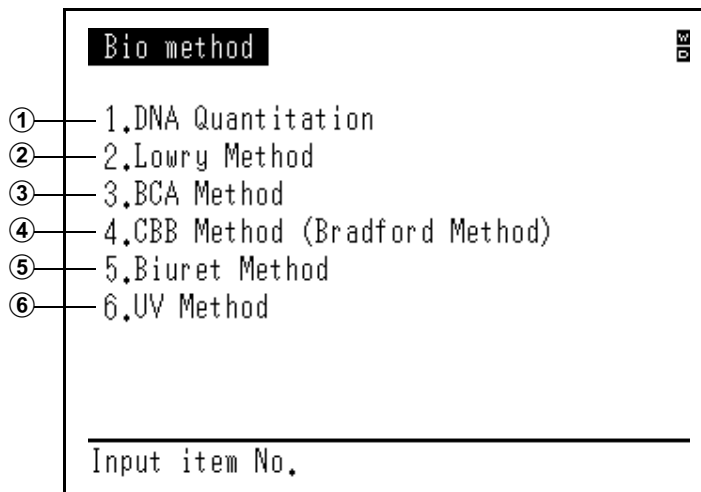 Bio method
W
D
① 1.DNA Quantitation
② 2.Lowry Method
③ 3.BCA Method
④ 4.CBB Method (Bradford Method)
⑤ 5.Biuret Method
⑥ 6.UV Method
Input item No.